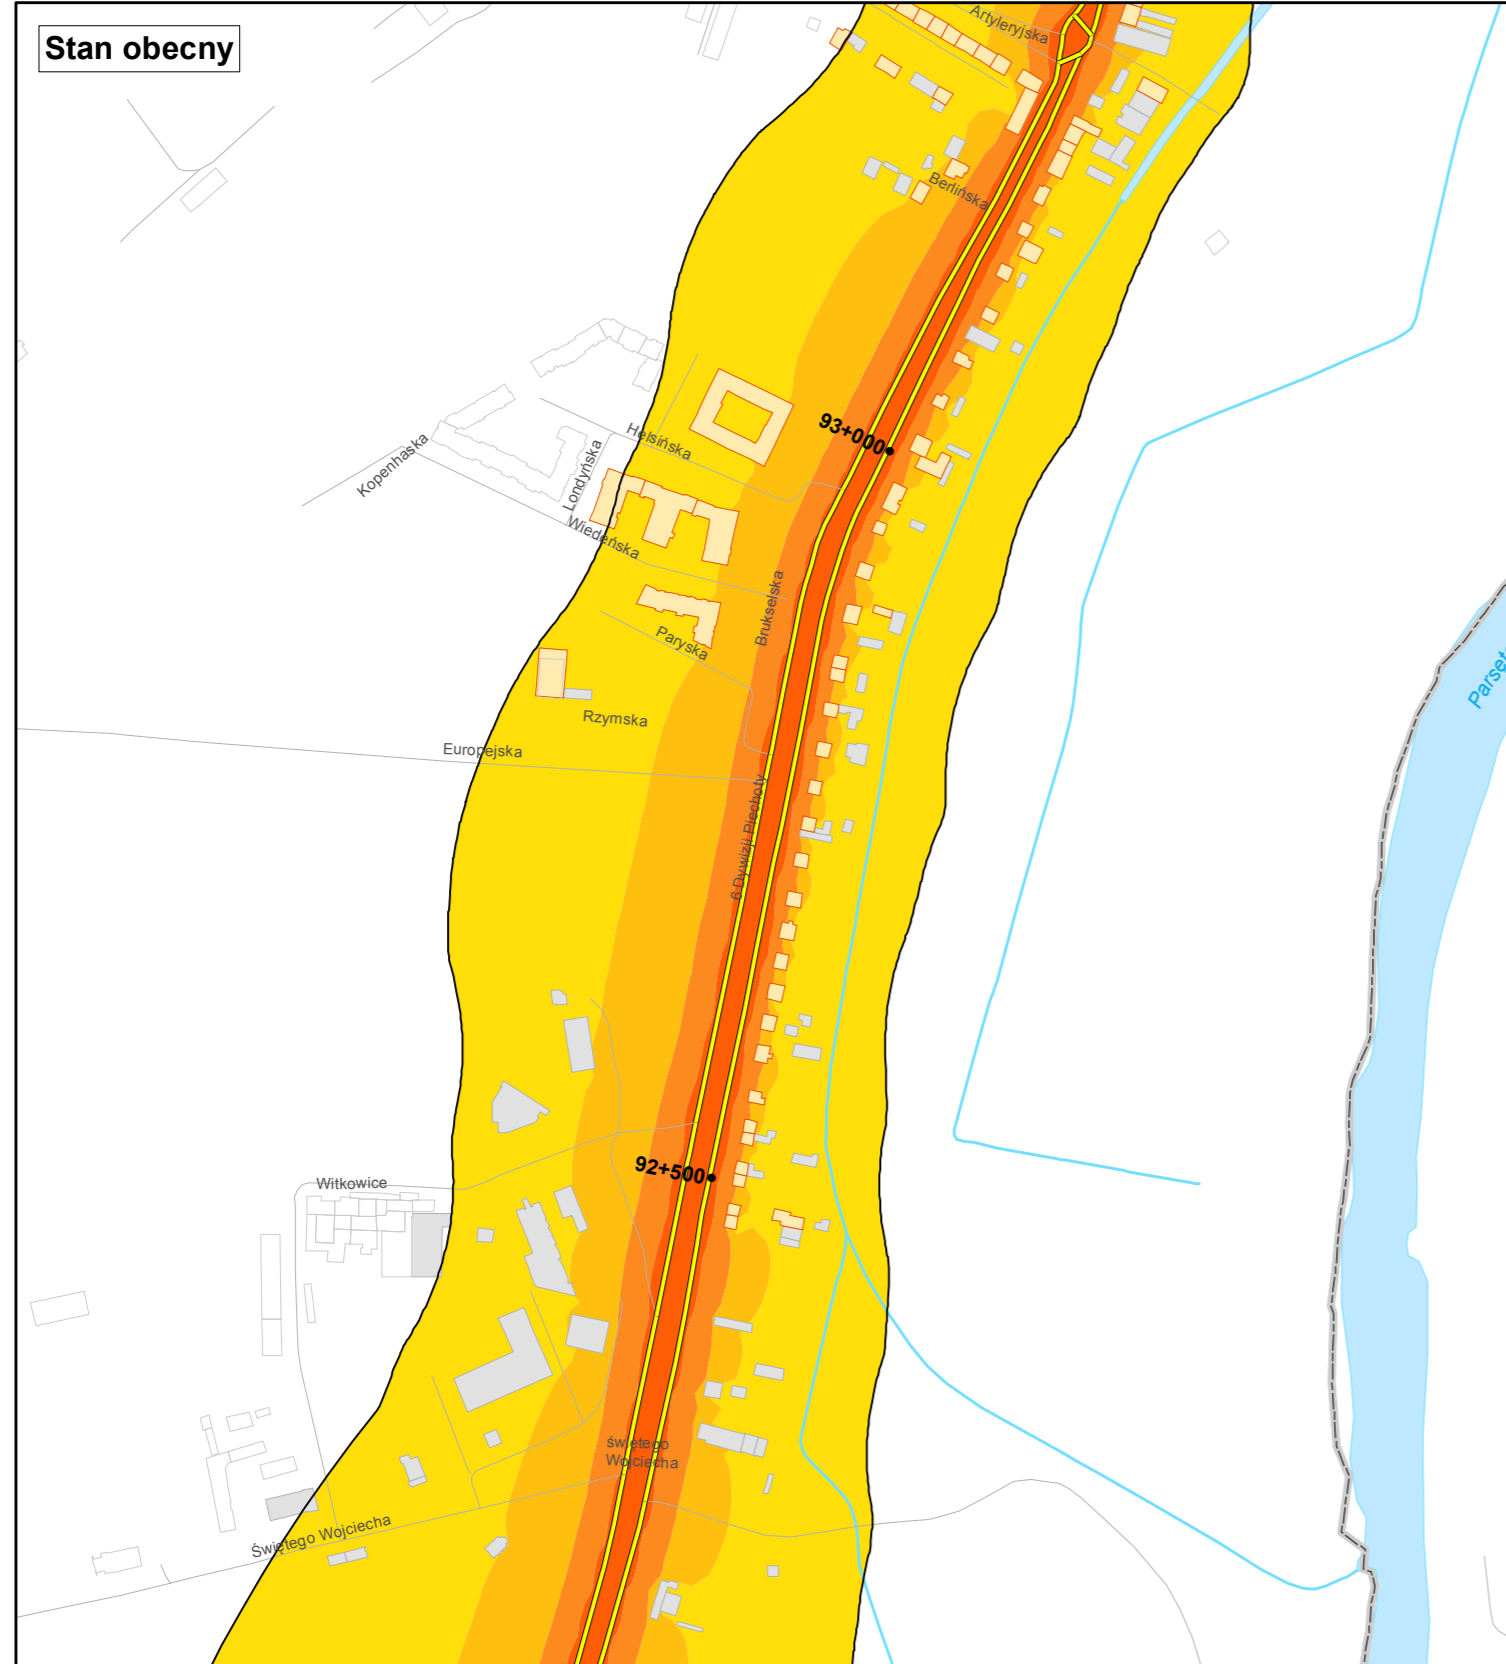 Stan obecny
Artyleryjska
Berlińska
93+000
Helsińska
Kopenhaska
Londyńska
Wiedeńska
Brukselska
Paryska
Parsęt
Rzymska
Europejska
6 Dywizji Piechoty
92+500
Witkowice
świętego
Wojciecha
Świętego Wojciecha